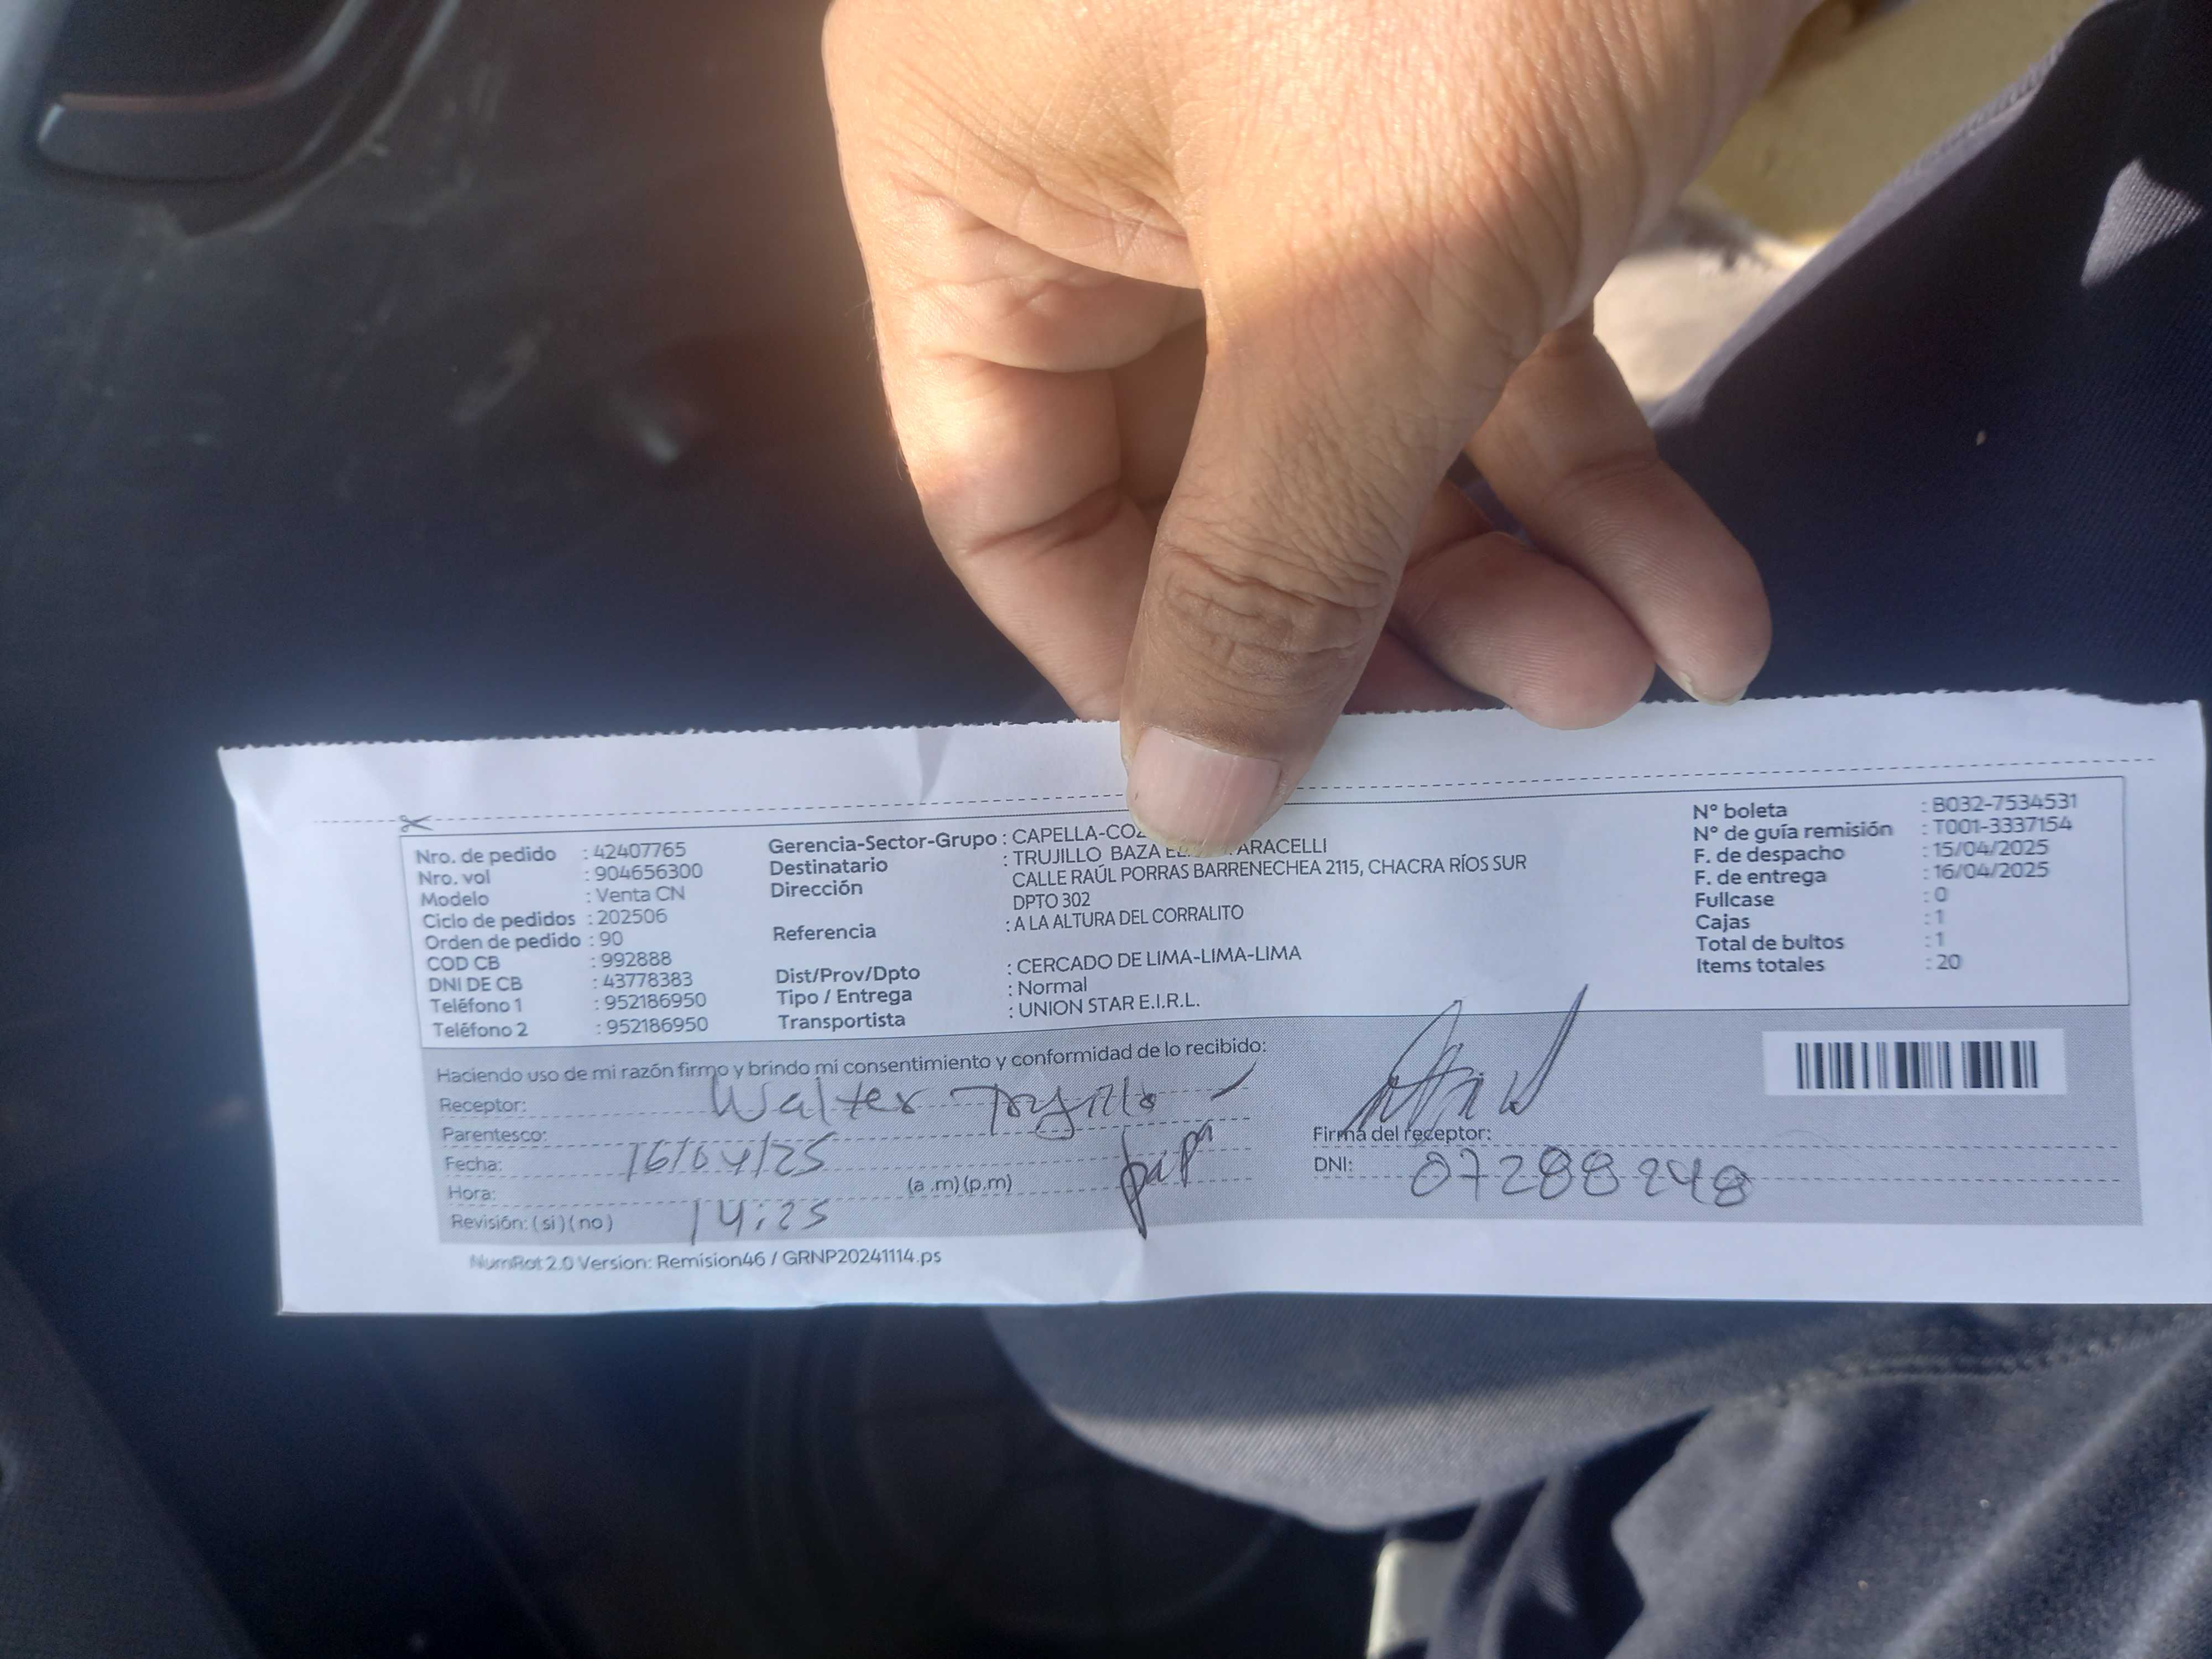 Nro. de pedido : 42407765
Nro. vol : 904656300
Modelo : Venta CN
Ciclo de pedidos : 202506
Orden de pedido : 90
COD CB : 992888
DNI DE CB : 43778383
Teléfono 1 : 952186950
Teléfono 2 : 952186950
Gerencia-Sector-Grupo : CAPELLA-
Destinatario : TRUJILLO BAZA ARACELLI
Dirección CALLE RAÚL PORRAS BARRENECHEA 2115, CHACRA RÍOS SUR
DPTO 302
Referencia : A LA ALTURA DEL CORRALITO
Dist/Prov/Dpto : CERCADO DE LIMA-LIMA-LIMA
Tipo / Entrega : Normal
Transportista : UNION STAR E.I.R.L.
N° boleta : B032-7534531
N° de guía remisión : T001-3337154
F. de despacho : 15/04/2025
F. de entrega : 16/04/2025
Fullcase : 0
Cajas : 1
Total de bultos : 1
Items totales : 20
Haciendo uso de mi razón firmo y brindo mi consentimiento y conformidad de lo recibido:
Receptor: Walter Trujillo
Parentesco: papá
Fecha: 16/04/25
Hora: 14:25 (a .m) (p.m)
Revisión: ( si ) ( no )
Firma del receptor:
DNI: 07288248
NumRot 2.0 Version: Remision46 / GRNP20241114.ps